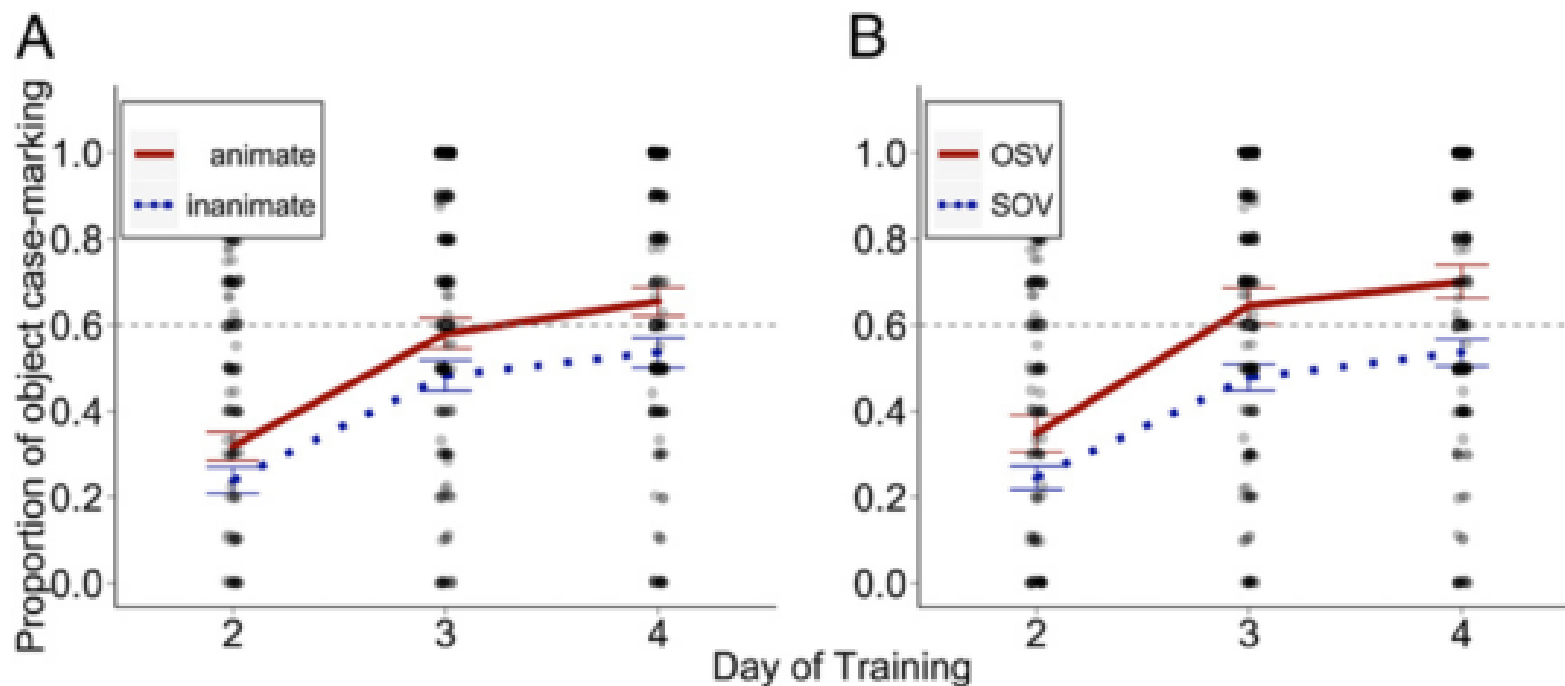 A
Proportion of object case-marking
animate
inanimate
1.0
0.8
0.6
0.4
0.2
0.0
2 3 4
B
OSV
SOV
1.0
0.8
0.6
0.4
0.2
0.0
2 3 4
Day of Training